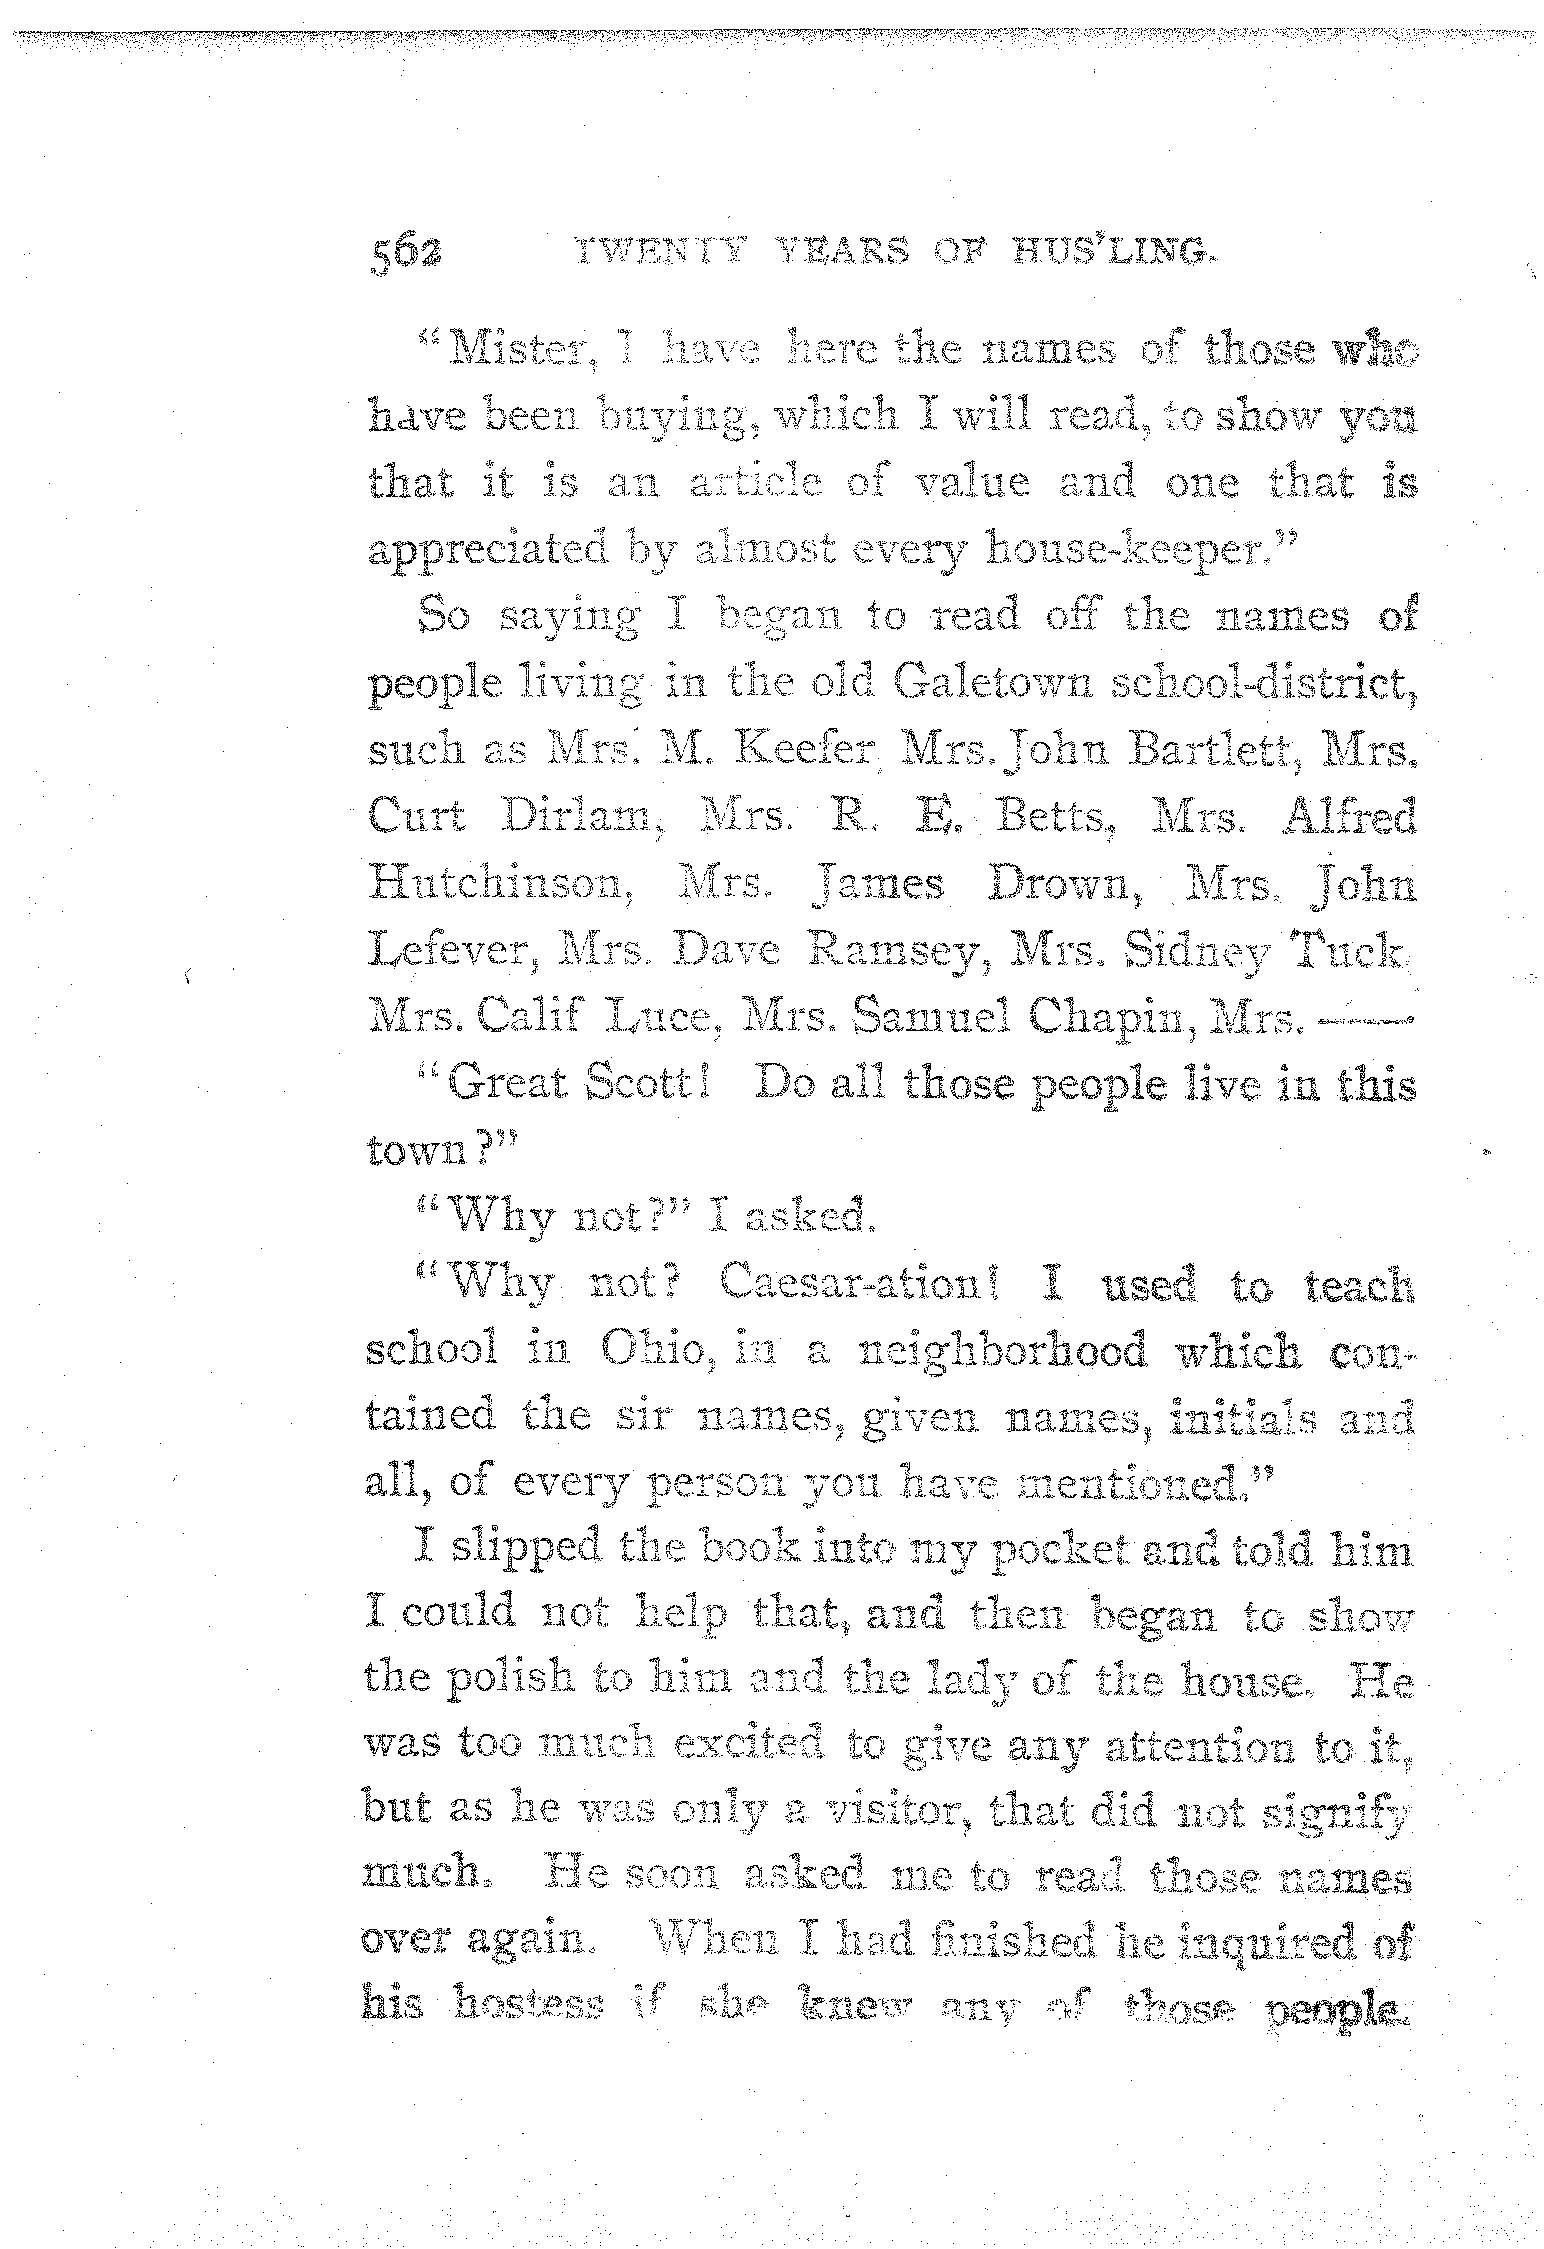 562 TWENTY YEARS OF HUS'LING.
“Mister, I have here the names of those who
have been buying, which I will read, to show you
that it is an article of value and one that is
appreciated by almost every house-keeper.”
So saying I began to read off the names of
people living in the old Galetown school-district,
such as Mrs. M. Keefer, Mrs. John Bartlett, Mrs.
Curt Dirlam, Mrs. R. E. Betts, Mrs. Alfred
Hutchinson, Mrs. James Drown, Mrs. John
Lefever, Mrs. Dave Ramsey, Mrs. Sidney Tuck,
Mrs. Calif Luce, Mrs. Samuel Chapin, Mrs. ——
“Great Scott! Do all those people live in this
town?”
“Why not?” I asked.
“Why not? Caesar-ation! I used to teach
school in Ohio, in a neighborhood which con-
tained the sir names, given names, initials and
all, of every person you have mentioned.”
I slipped the book into my pocket and told him
I could not help that, and then began to show
the polish to him and the lady of the house. He
was too much excited to give any attention to it,
but as he was only a visitor, that did not signify
much. He soon asked me to read those names
over again. When I had finished he inquired of
his hostess if she knew any of those people.